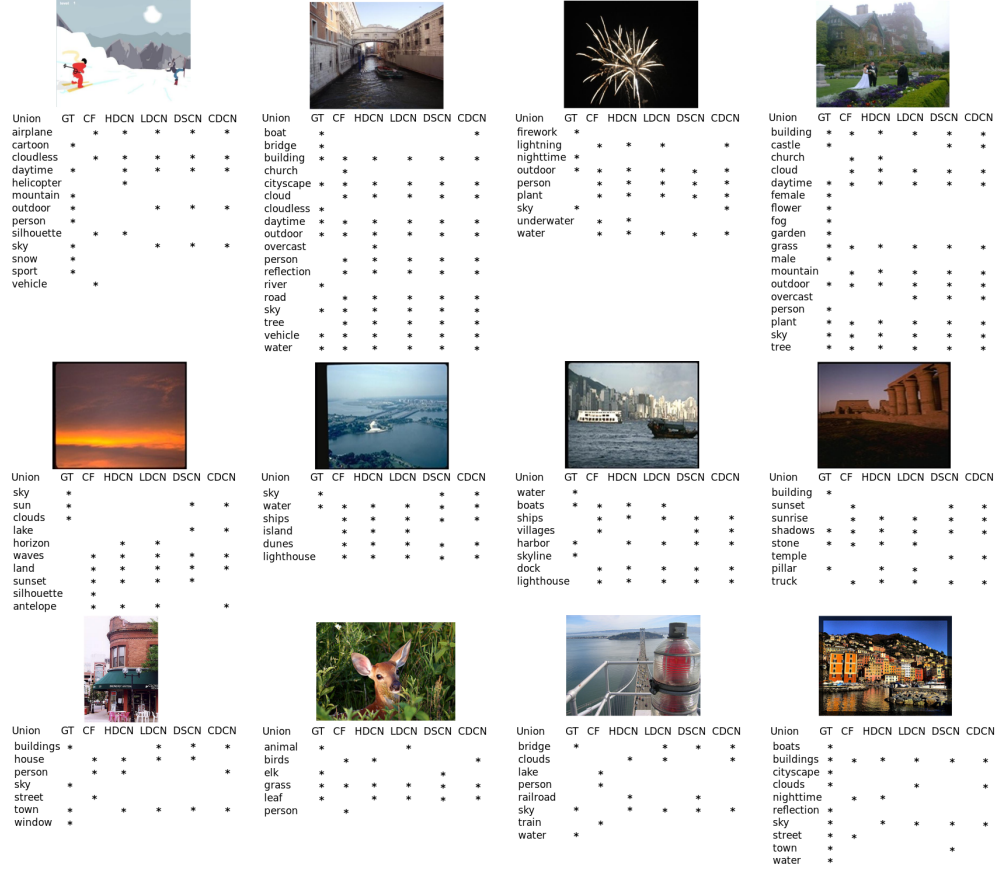 Union GT CF HDCN LDCN DSCN CDCN
airplane * * * * *
cartoon *
cloudless * * * * *
daytime * * * * *
helicopter *
mountain *
outdoor * * * *
person *
silhouette * *
sky * * * *
snow *
sport *
vehicle *
Union GT CF HDCN LDCN DSCN CDCN
boat * *
bridge *
building * * * * * *
church *
cityscape * * * * * *
cloud * * * * *
cloudless *
daytime * * * * * *
outdoor * * * * * *
overcast *
person * * * * *
reflection * * * * *
river *
road * * * * *
sky * * * * * *
tree * * * * *
vehicle * * * * * *
water * * * * * *
Union GT CF HDCN LDCN DSCN CDCN
firework *
lightning * * * *
nighttime *
outdoor * * * * * *
person * * * * *
plant * * * * *
sky * *
underwater * *
water * * * * *
Union GT CF HDCN LDCN DSCN CDCN
building * * * * * *
castle * * *
church * *
cloud * * * * *
daytime * * * * * *
female *
flower *
fog *
garden *
grass * * * * * *
male *
mountain * * * * *
outdoor * * * * * *
overcast * * *
person *
plant * * * * * *
sky * * * * * *
tree * * * * * *
Union GT CF HDCN LDCN DSCN CDCN
sky *
sun * * *
clouds *
lake * *
horizon * *
waves * * * * *
land * * * * *
sunset * * * *
silhouette *
antelope * * * *
Union GT CF HDCN LDCN DSCN CDCN
sky * * *
water * * * * * *
ships * * * * *
island * * *
dunes * * * * *
lighthouse * * * * *
Union GT CF HDCN LDCN DSCN CDCN
water *
boats * * * *
ships * * * * *
villages * * *
harbor * * * * *
skyline *
dock * * * * *
lighthouse * * * * *
Union GT CF HDCN LDCN DSCN CDCN
building *
sunset * * *
sunrise * * * * *
shadows * * * * * *
stone * * * *
temple * *
pillar * * *
truck * * * * *
Union GT CF HDCN LDCN DSCN CDCN
buildings * * * *
house * * * *
person * * *
sky *
street *
town * * * * *
window *
Union GT CF HDCN LDCN DSCN CDCN
animal * *
birds * * *
elk * *
grass * * * * * *
leaf * * * * * *
person *
Union GT CF HDCN LDCN DSCN CDCN
bridge * * * *
clouds * * *
lake *
person *
railroad * *
sky * * * * *
train *
water *
Union GT CF HDCN LDCN DSCN CDCN
boats *
buildings * * * * * *
cityscape *
clouds * * *
nighttime * *
reflection *
sky * * * * *
street * *
town * *
water *